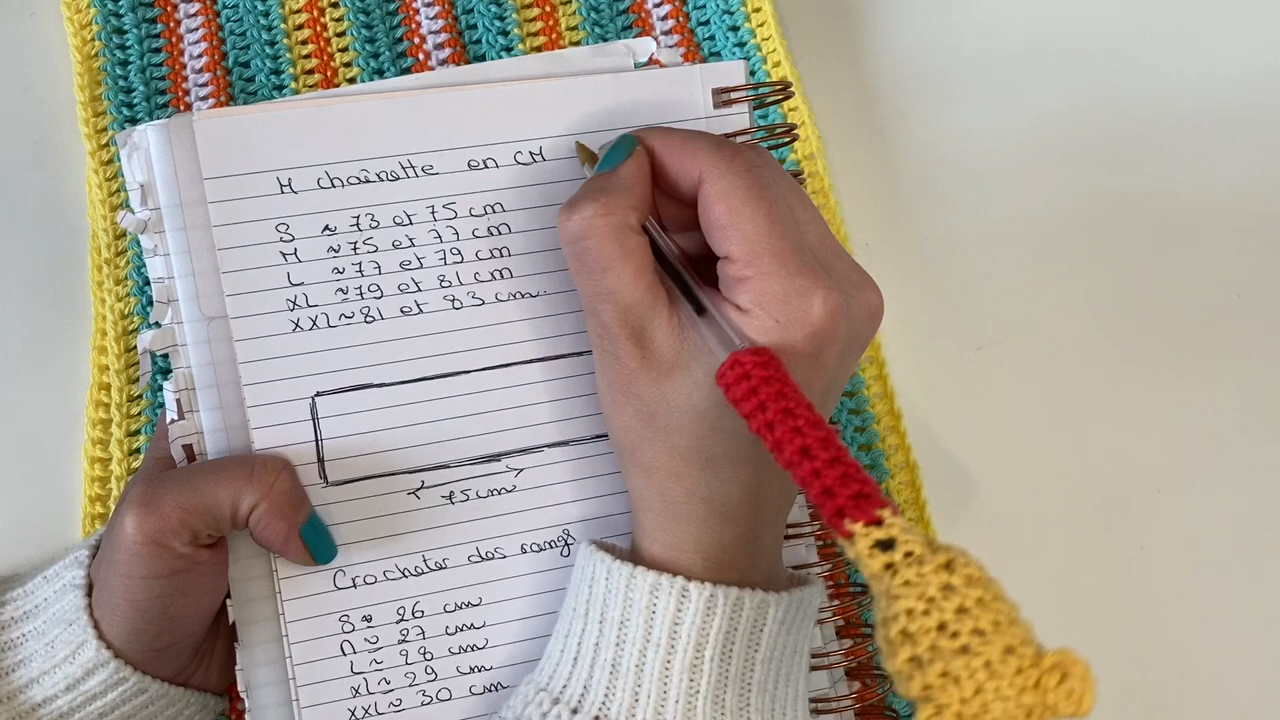 M chaînette en CM
S ≈ 73 et 75 cm
M ≈ 75 et 77 cm
L ≈ 77 et 79 cm
XL ≃ 79 et 81 cm
XXL ~ 81 et 83 cm.
75cm
Crocheter des rangs
S ≈ 26 cm
M ≈ 27 cm
L ~ 28 cm
XL ~ 29 cm
XXL ≃ 30 cm